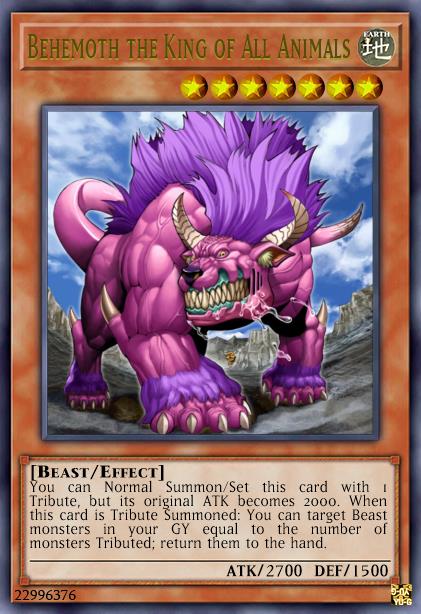 BEHEMOTH THE KING OF ALL ANIMALS
EARTH
地
[BEAST/EFFECT]
You can Normal Summon/Set this card with 1
Tribute, but its original ATK becomes 2000. When
this card is Tribute Summoned: You can target Beast
monsters in your GY equal to the number of
monsters Tributed; return them to the hand.
ATK/2700 DEF/1500
22996376